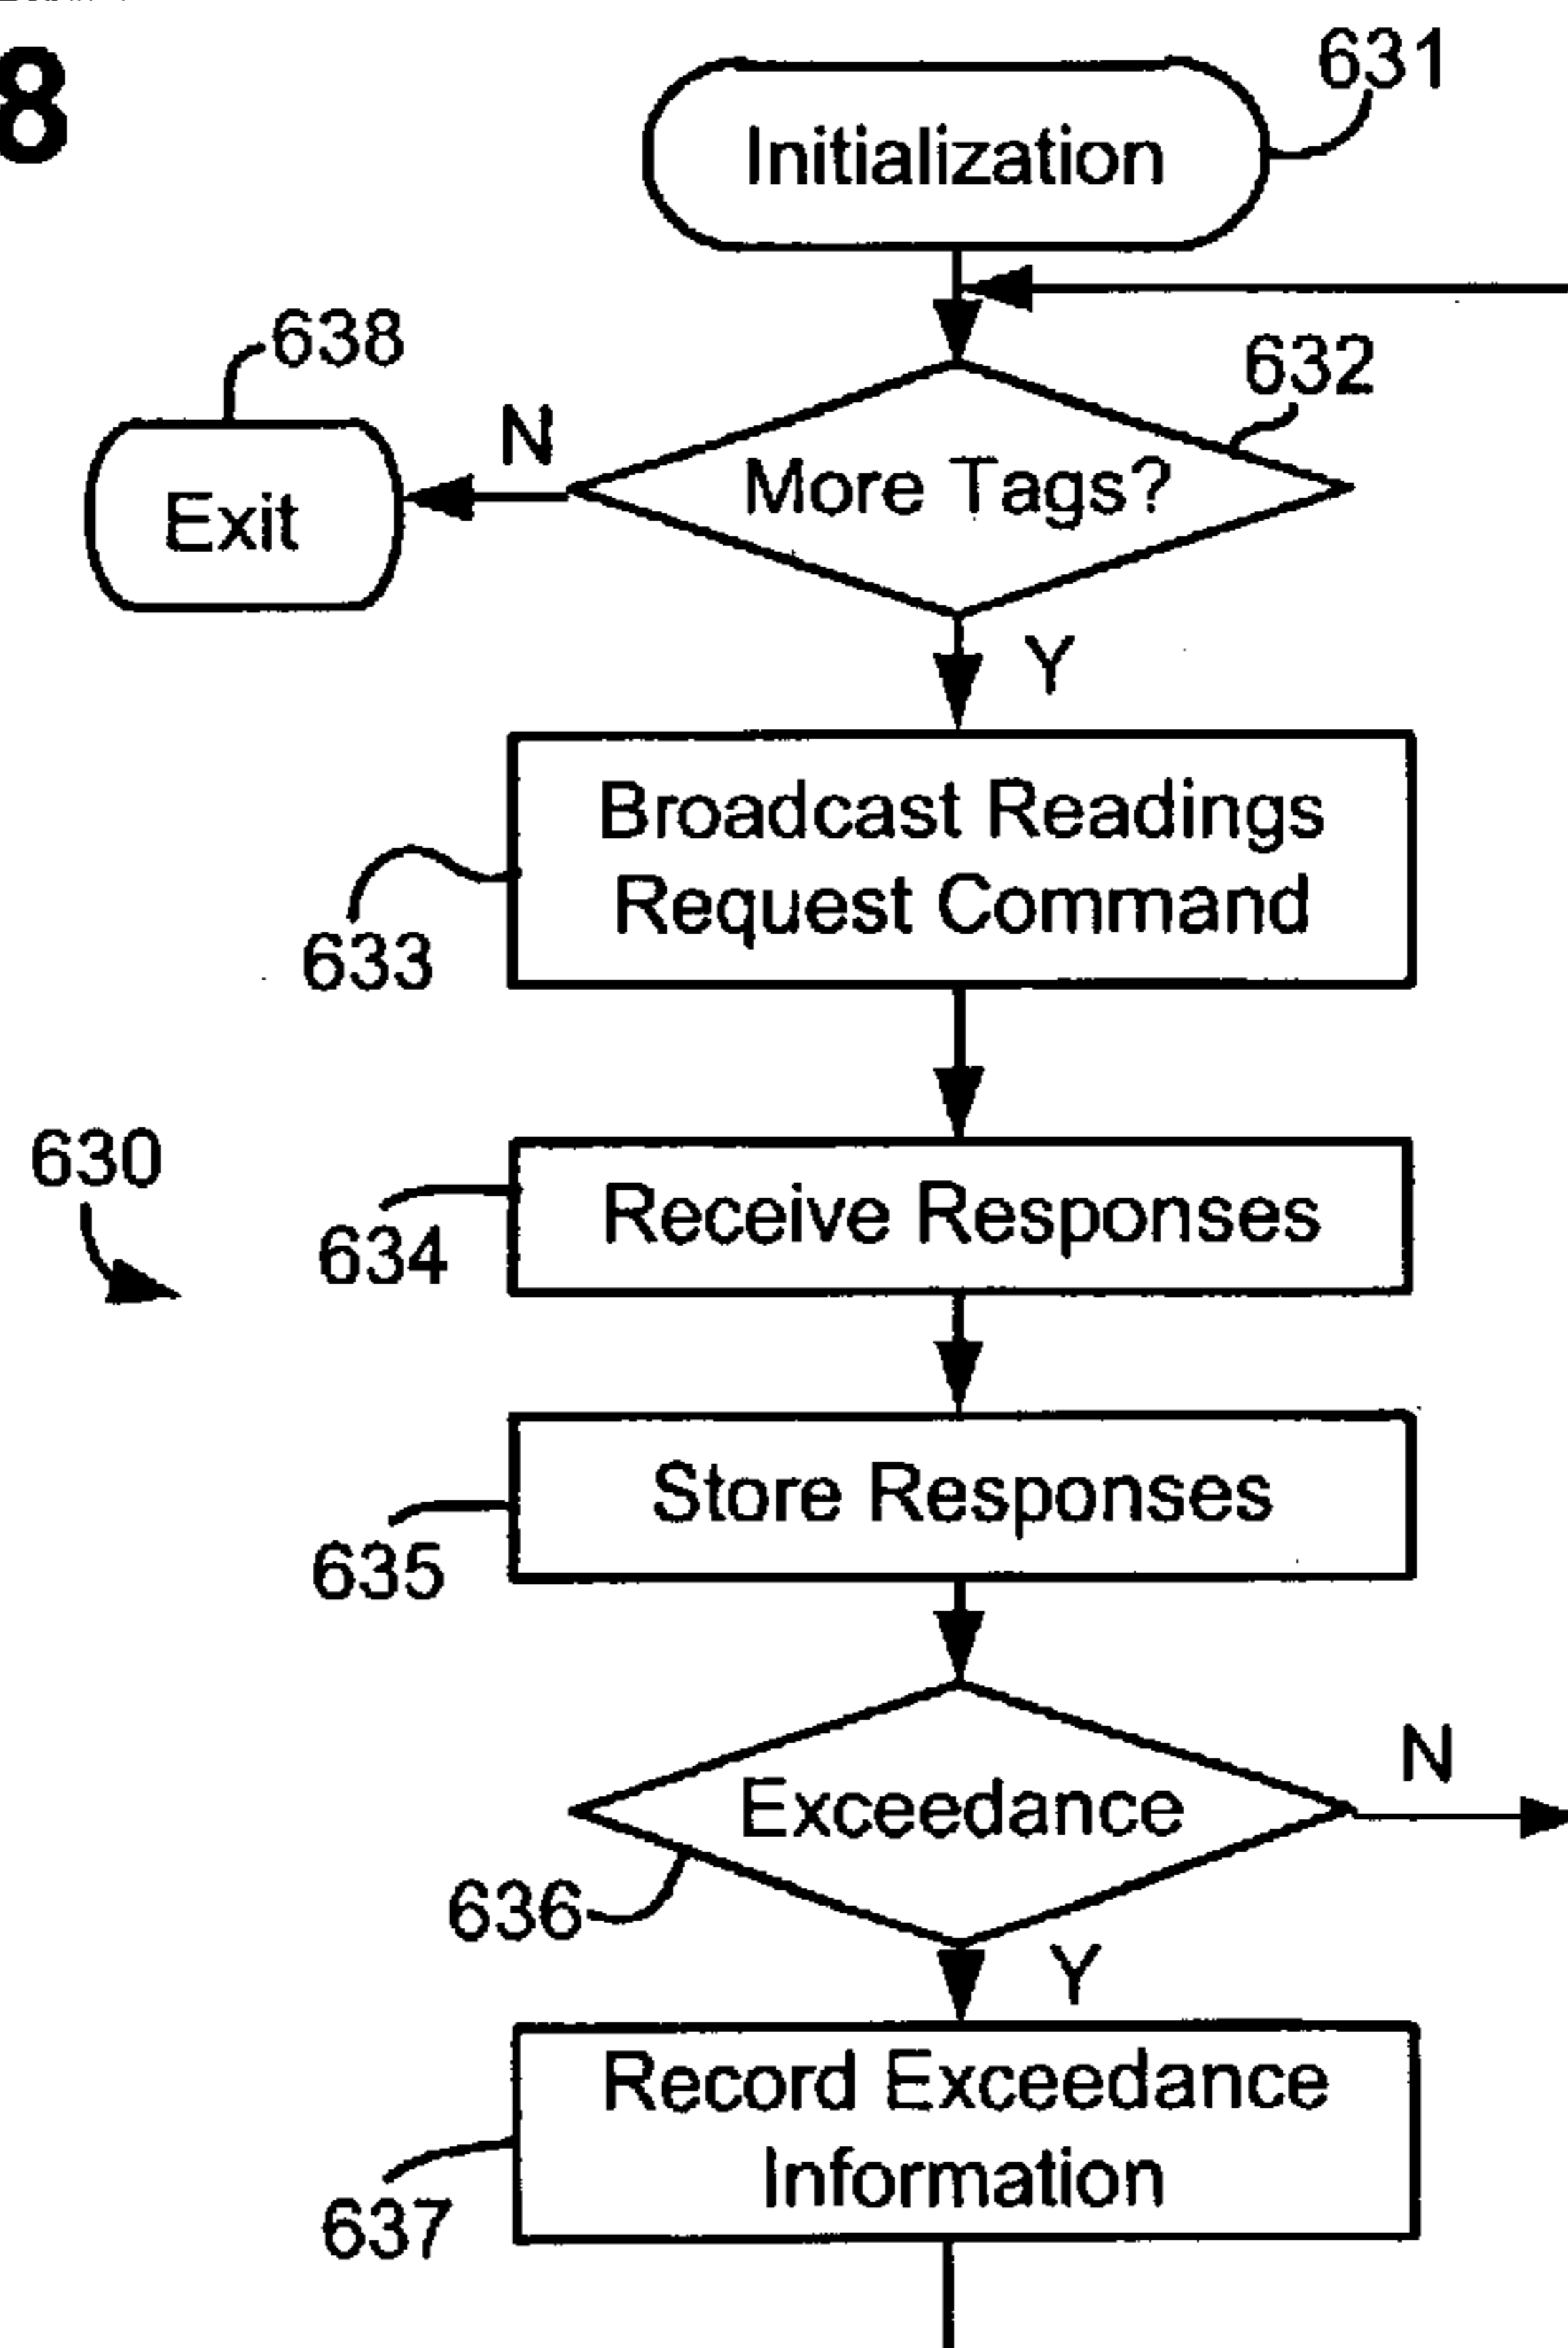 8
631
Initialization
638
632
N
More Tags?
Exit
Y
Broadcast Readings
Request Command
633
630
Receive Responses
634
Store Responses
635
N
Exceedance
636
Y
Record Exceedance
Information
637